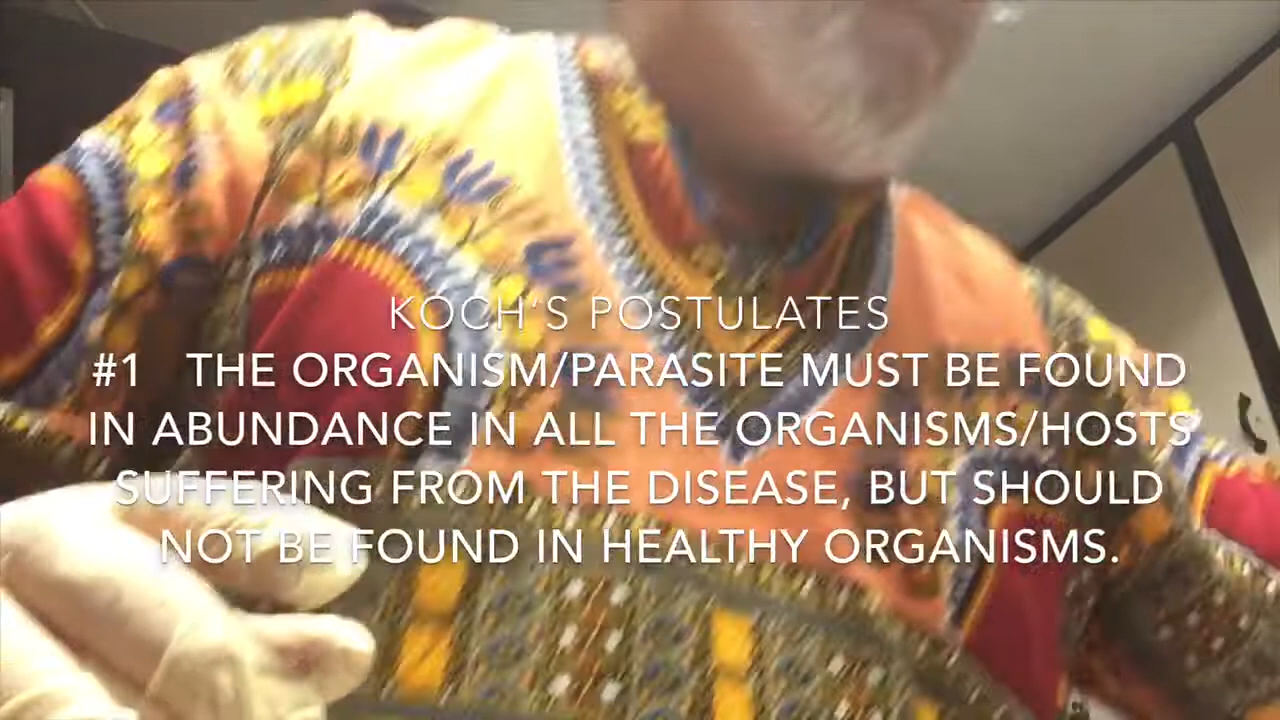 KOCH'S POSTULATES
#1 THE ORGANISM/PARASITE MUST BE FOUND
IN ABUNDANCE IN ALL THE ORGANISMS/HOSTS
SUFFERING FROM THE DISEASE, BUT SHOULD
NOT BE FOUND IN HEALTHY ORGANISMS.